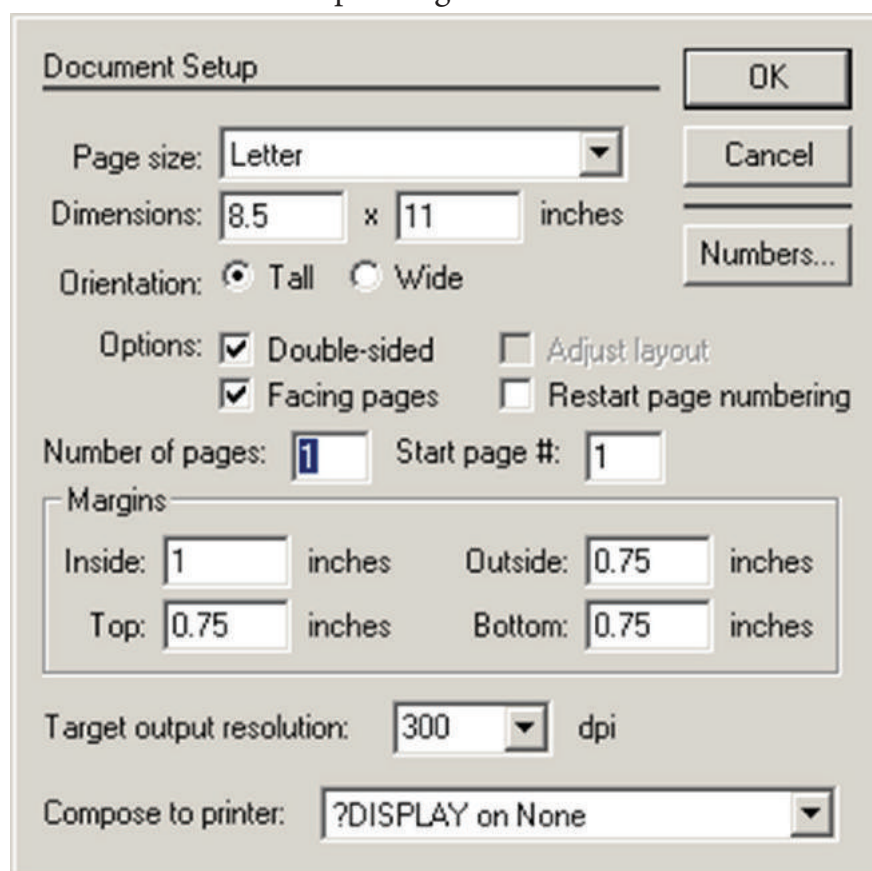 Document Setup
OK
Page size: Letter
Cancel
Dimensions: 8.5 x 11 inches
Numbers...
Orientation: Tall Wide
Options: Double-sided Adjust layout
Facing pages Restart page numbering
Number of pages: 1 Start page #: 1
Margins
Inside: 1 inches Outside: 0.75 inches
Top: 0.75 inches Bottom: 0.75 inches
Target output resolution: 300 dpi
Compose to printer: ?DISPLAY on None